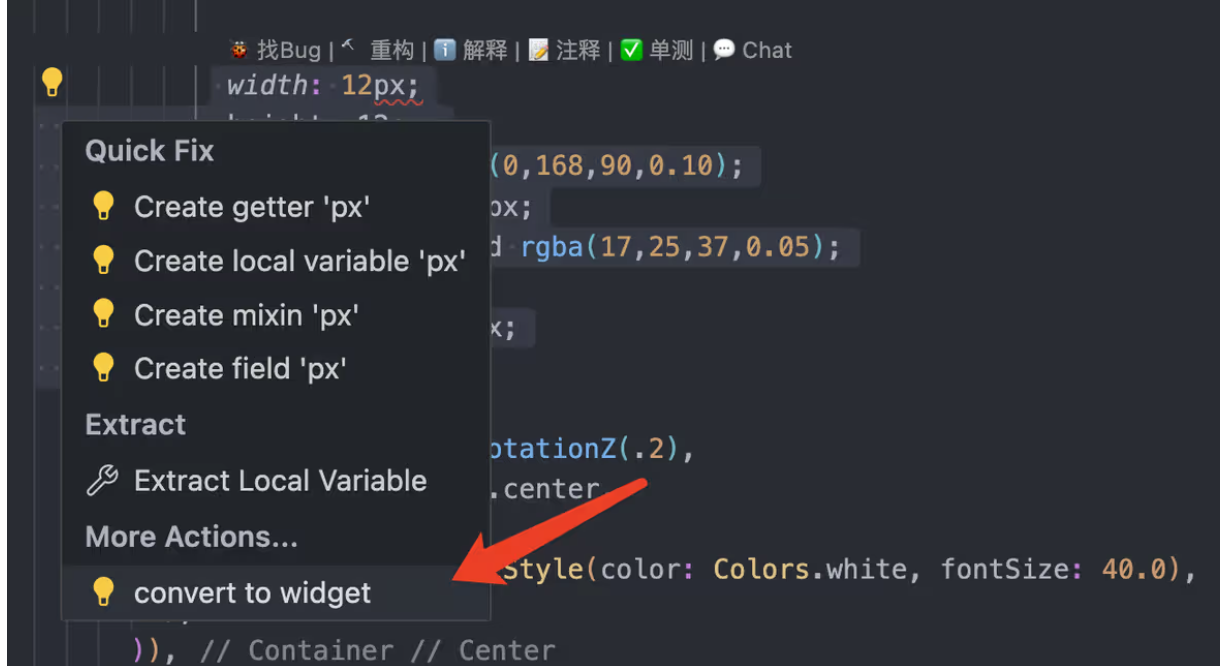 找Bug | 重构 | 解释 | 注释 | 单测 | Chat
width: 12px;
Quick Fix
(0,168,90,0.10);
Create getter 'px'
px;
Create local variable 'px'
d rgba(17,25,37,0.05);
Create mixin 'px'
x;
Create field 'px'
Extract
otationZ(.2),
Extract Local Variable
.center
More Actions...
Style(color: Colors.white, fontSize: 40.0),
convert to widget
)), // Container // Center